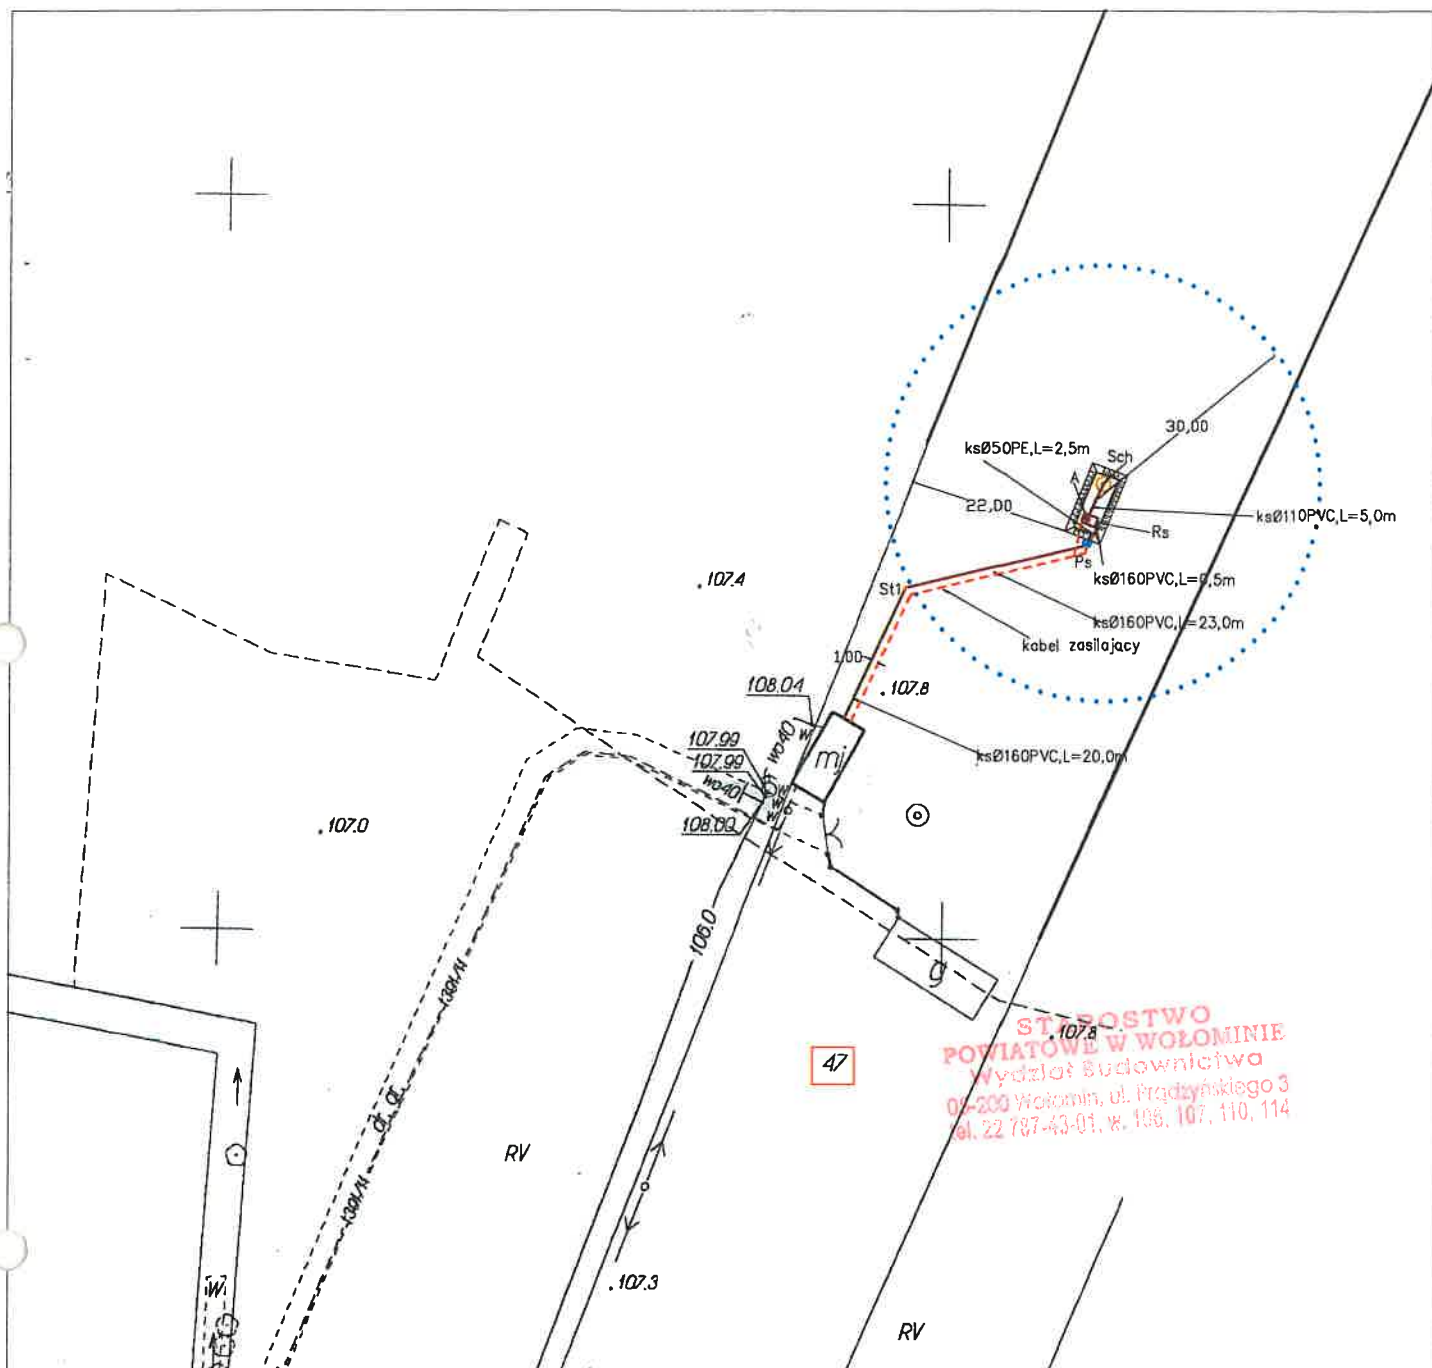 30,00
ksØ50PE,L=2,5m
Sch
A
22,00
ksØ110PVC,L=5,0m
Rs
Ps
ksØ160PVC,L=0,5m
107.4
St1
ksØ160PVC,L=23,0m
kabel zasilający
1,00
108.04
107.8
wo40
w
107.99
107.99
wo40
mj
ksØ160PVC,L=20,0m
w
w
w
108.00
107.0
106.0
g
STAROSTWO
POWIATOWE W WOŁOMINIE
107.8
Wydział Budownictwa
05-200 Wołomin, ul. Prądzyńskiego 3
tel. 22 787-43-01, w. 106, 107, 110, 114
47
dr. gr.
RV
107.3
W
RV